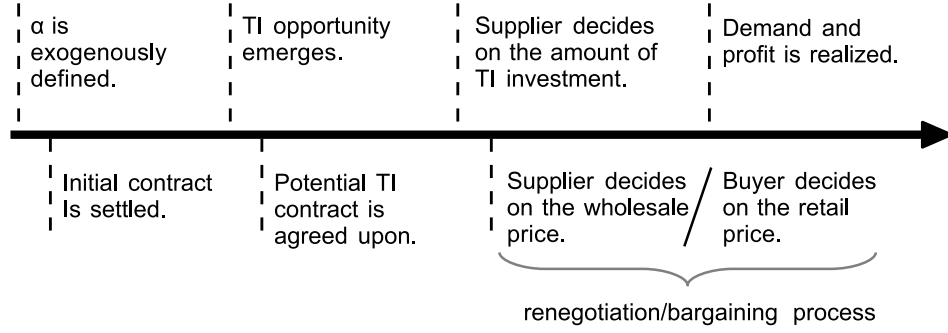 α is
exogenously
defined.
TI opportunity
emerges.
Supplier decides
on the amount of
TI investment.
Demand and
profit is realized.
Initial contract
Is settled.
Potential TI
contract is
agreed upon.
Supplier decides
on the wholesale
price.
Buyer decides
on the retail
price.
renegotiation/bargaining process